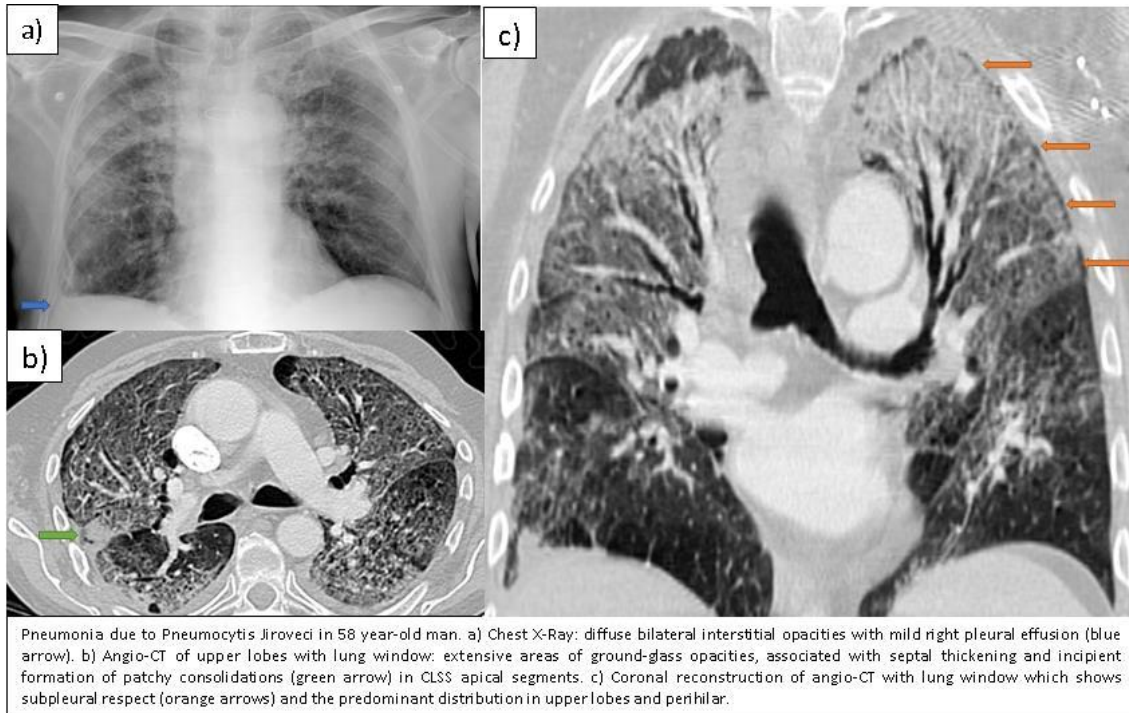 a)
b)
c)
Pneumonia due to Pneumocytis Jiroveci in 58 year-old man. a) Chest X-Ray: diffuse bilateral interstitial opacities with mild right pleural effusion (blue
arrow). b) Angio-CT of upper lobes with lung window: extensive areas of ground-glass opacities, associated with septal thickening and incipient
formation of patchy consolidations (green arrow) in CLSS apical segments. c) Coronal reconstruction of angio-CT with lung window which shows
subpleural respect (orange arrows) and the predominant distribution in upper lobes and perihilar.